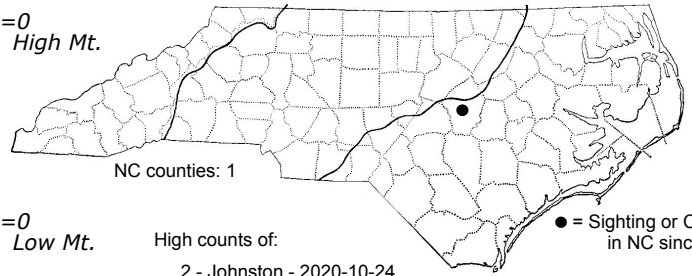 =0
High Mt.
NC counties: 1
=0
Low Mt.
High counts of:
2 - Johnston - 2020-10-24
● = Sighting or
in NC